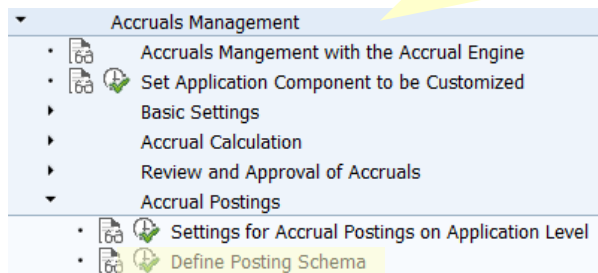 Accruals Management
Accruals Mangement with the Accrual Engine
Set Application Component to be Customized
Basic Settings
Accrual Calculation
Review and Approval of Accruals
Accrual Postings
Settings for Accrual Postings on Application Level
Define Posting Schema